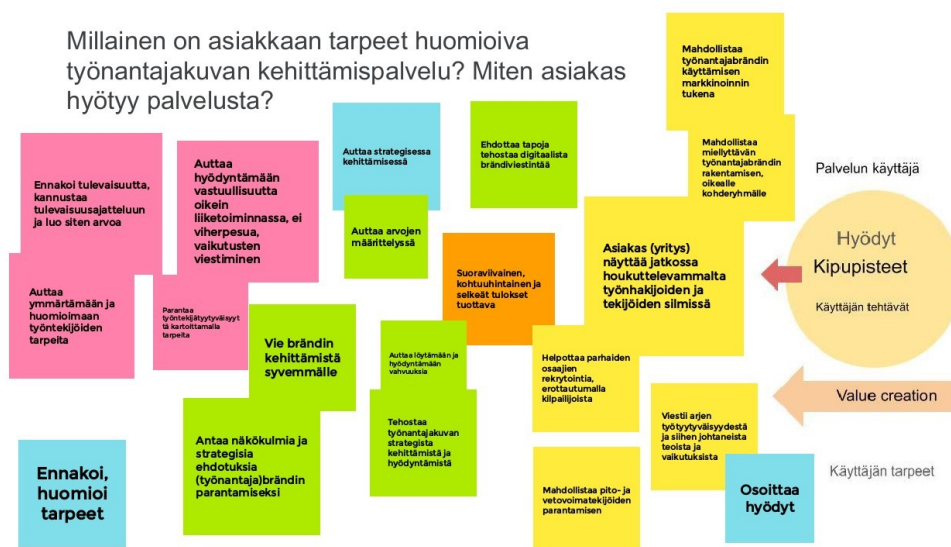 Millainen on asiakkaan tarpeet huomioiva
työnantajakuvan kehittämispalvelu? Miten asiakas
hyötyy palvelusta?
Mahdollistaa
työnantajabrändin
käyttämisen
markkinoinnin
tukena
Mahdollistaa
miellyttävän
työnantajabrändin
rakentamisen,
oikealle
kohderyhmälle
Auttaa strategisessa
kehittämisessä
Ehdottaa tapoja
tehostaa digitaalista
brändiviestintää
Ennakoi tulevaisuutta,
kannustaa
tulevaisuusajatteluun
ja luo siten arvoa
Auttaa
hyödyntämään
vastuullisuutta
oikein
liiketoiminnassa, ei
viherpesua,
vaikutusten
viestiminen
Auttaa arvojen
määrittelyssä
Suoraviivainen,
kohtuuhintainen ja
selkeät tulokset
tuottava
Asiakas (yritys)
näyttää jatkossa
houkuttelevammalta
työnhakijoiden ja
tekijöiden silmissä
Palvelun käyttäjä
Hyödyt
Kipupisteet
Käyttäjän tehtävät
Auttaa
ymmärtämään ja
huomioimaan
työntekijöiden
tarpeita
Parantaa
työntekijätyytyväisyyt
tä kartoittamalla
tarpeita
Vie brändin
kehittämistä
syvemmälle
Auttaa löytämään ja
hyödyntämään
vahvuuksia
Helpottaa parhaiden
osaajien
rekrytointia,
erottautumalla
kilpailijoista
Value creation
Antaa näkökulmia ja
strategisia
ehdotuksia
(työnantaja)brändin
parantamiseksi
Tehostaa
työnantajakuvan
strategista
kehittämistä ja
hyödyntämistä
Viestii arjen
työtyytyväisyydestä
ja siihen johtaneista
teoista ja
vaikutuksista
Ennakoi,
huomioi
tarpeet
Mahdollistaa pito- ja
vetovoimatekijöiden
parantamisen
Osoittaa
hyödyt
Käyttäjän tarpeet